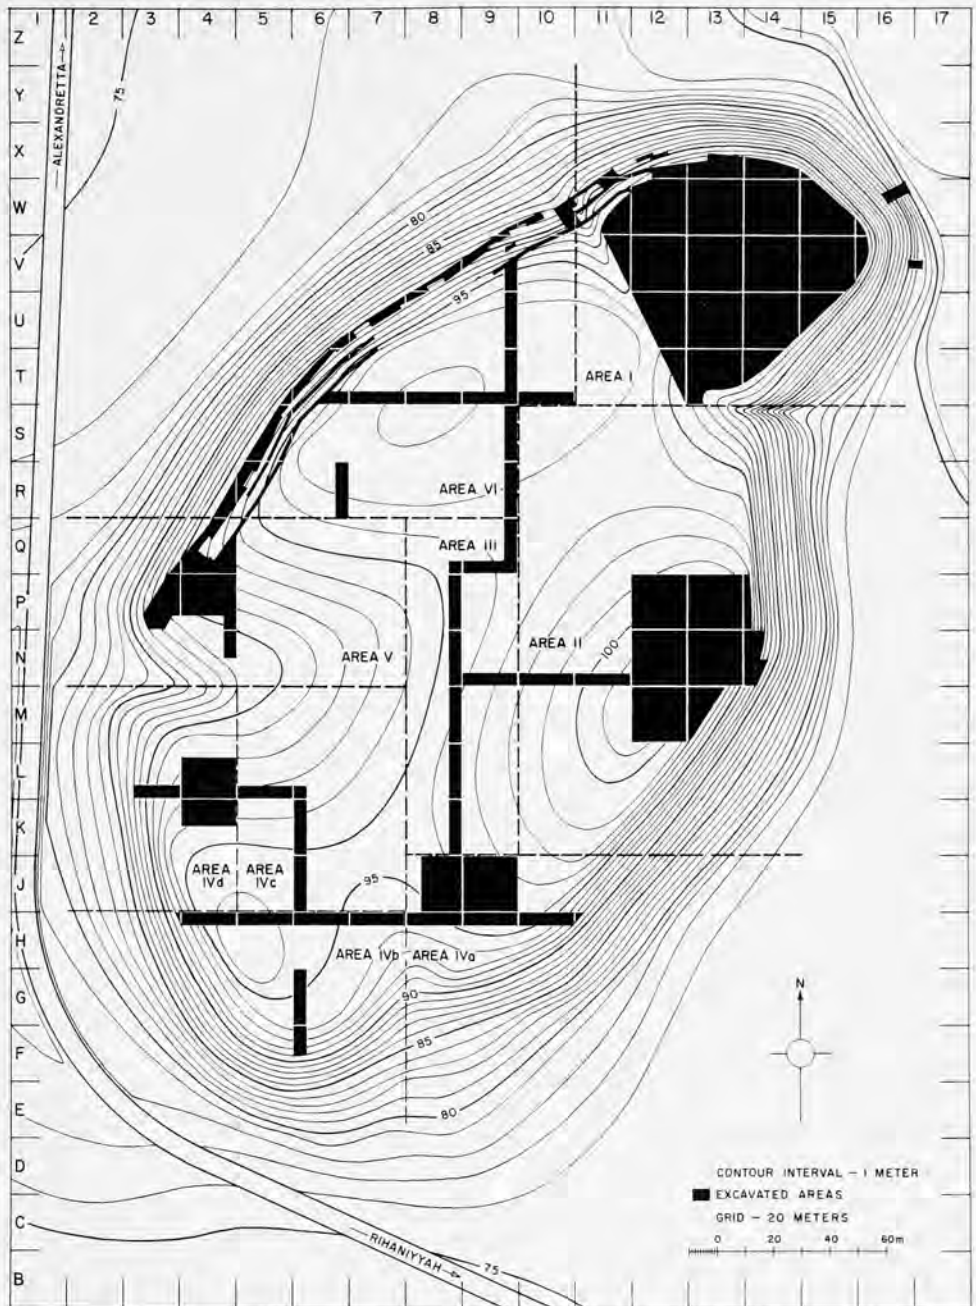 1 2 3 4 5 6 7 8 9 10 11 12 13 14 15 16 17
Z
Y
X
W
V
U
T
S
R
Q
P
N
M
L
K
J
H
G
F
E
D
C
B
ALEXANDRETTA
75
80
85
95
AREA I
AREA VI
AREA III
AREA V
AREA II
100
AREA
IVd
AREA
IVc
95
AREA IVb
AREA IVa
90
85
80
N
CONTOUR INTERVAL – 1 METER
EXCAVATED AREAS
GRID – 20 METERS
0 20 40 60m
RIHANIYYAH
75